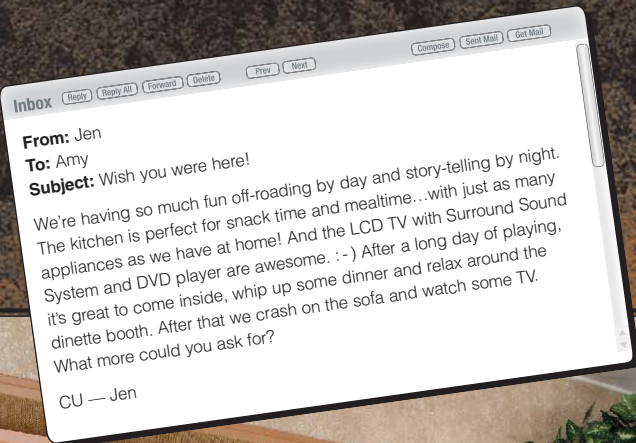 Inbox Reply Reply All Forward Delete Prev Next Compose Sent Mail Get Mail
From: Jen
To: Amy
Subject: Wish you were here!
We're having so much fun off-roading by day and story-telling by night.
The kitchen is perfect for snack time and mealtime…with just as many
appliances as we have at home! And the LCD TV with Surround Sound
System and DVD player are awesome. :-) After a long day of playing,
it's great to come inside, whip up some dinner and relax around the
dinette booth. After that we crash on the sofa and watch some TV.
What more could you ask for?
CU — Jen